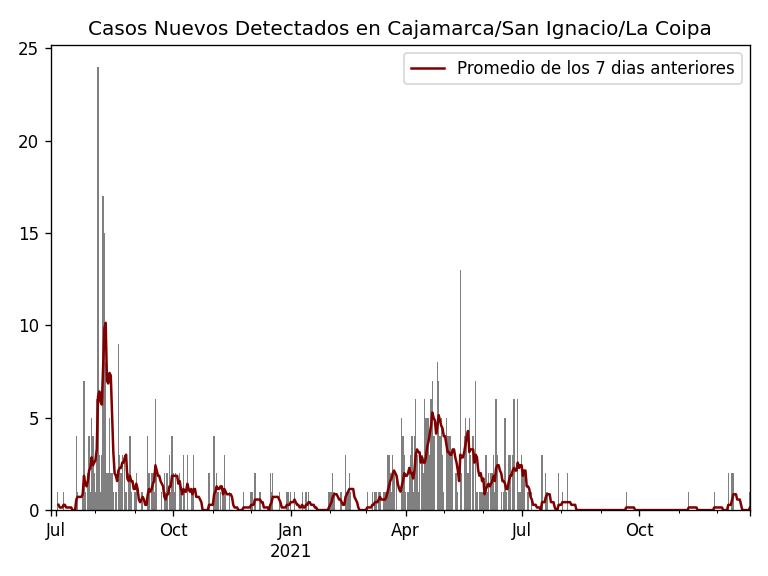 Casos Nuevos Detectados en Cajamarca/San Ignacio/La Coipa
Promedio de los 7 dias anteriores
25
20
15
10
5
0
Jul Oct Jan Apr Jul Oct
2021